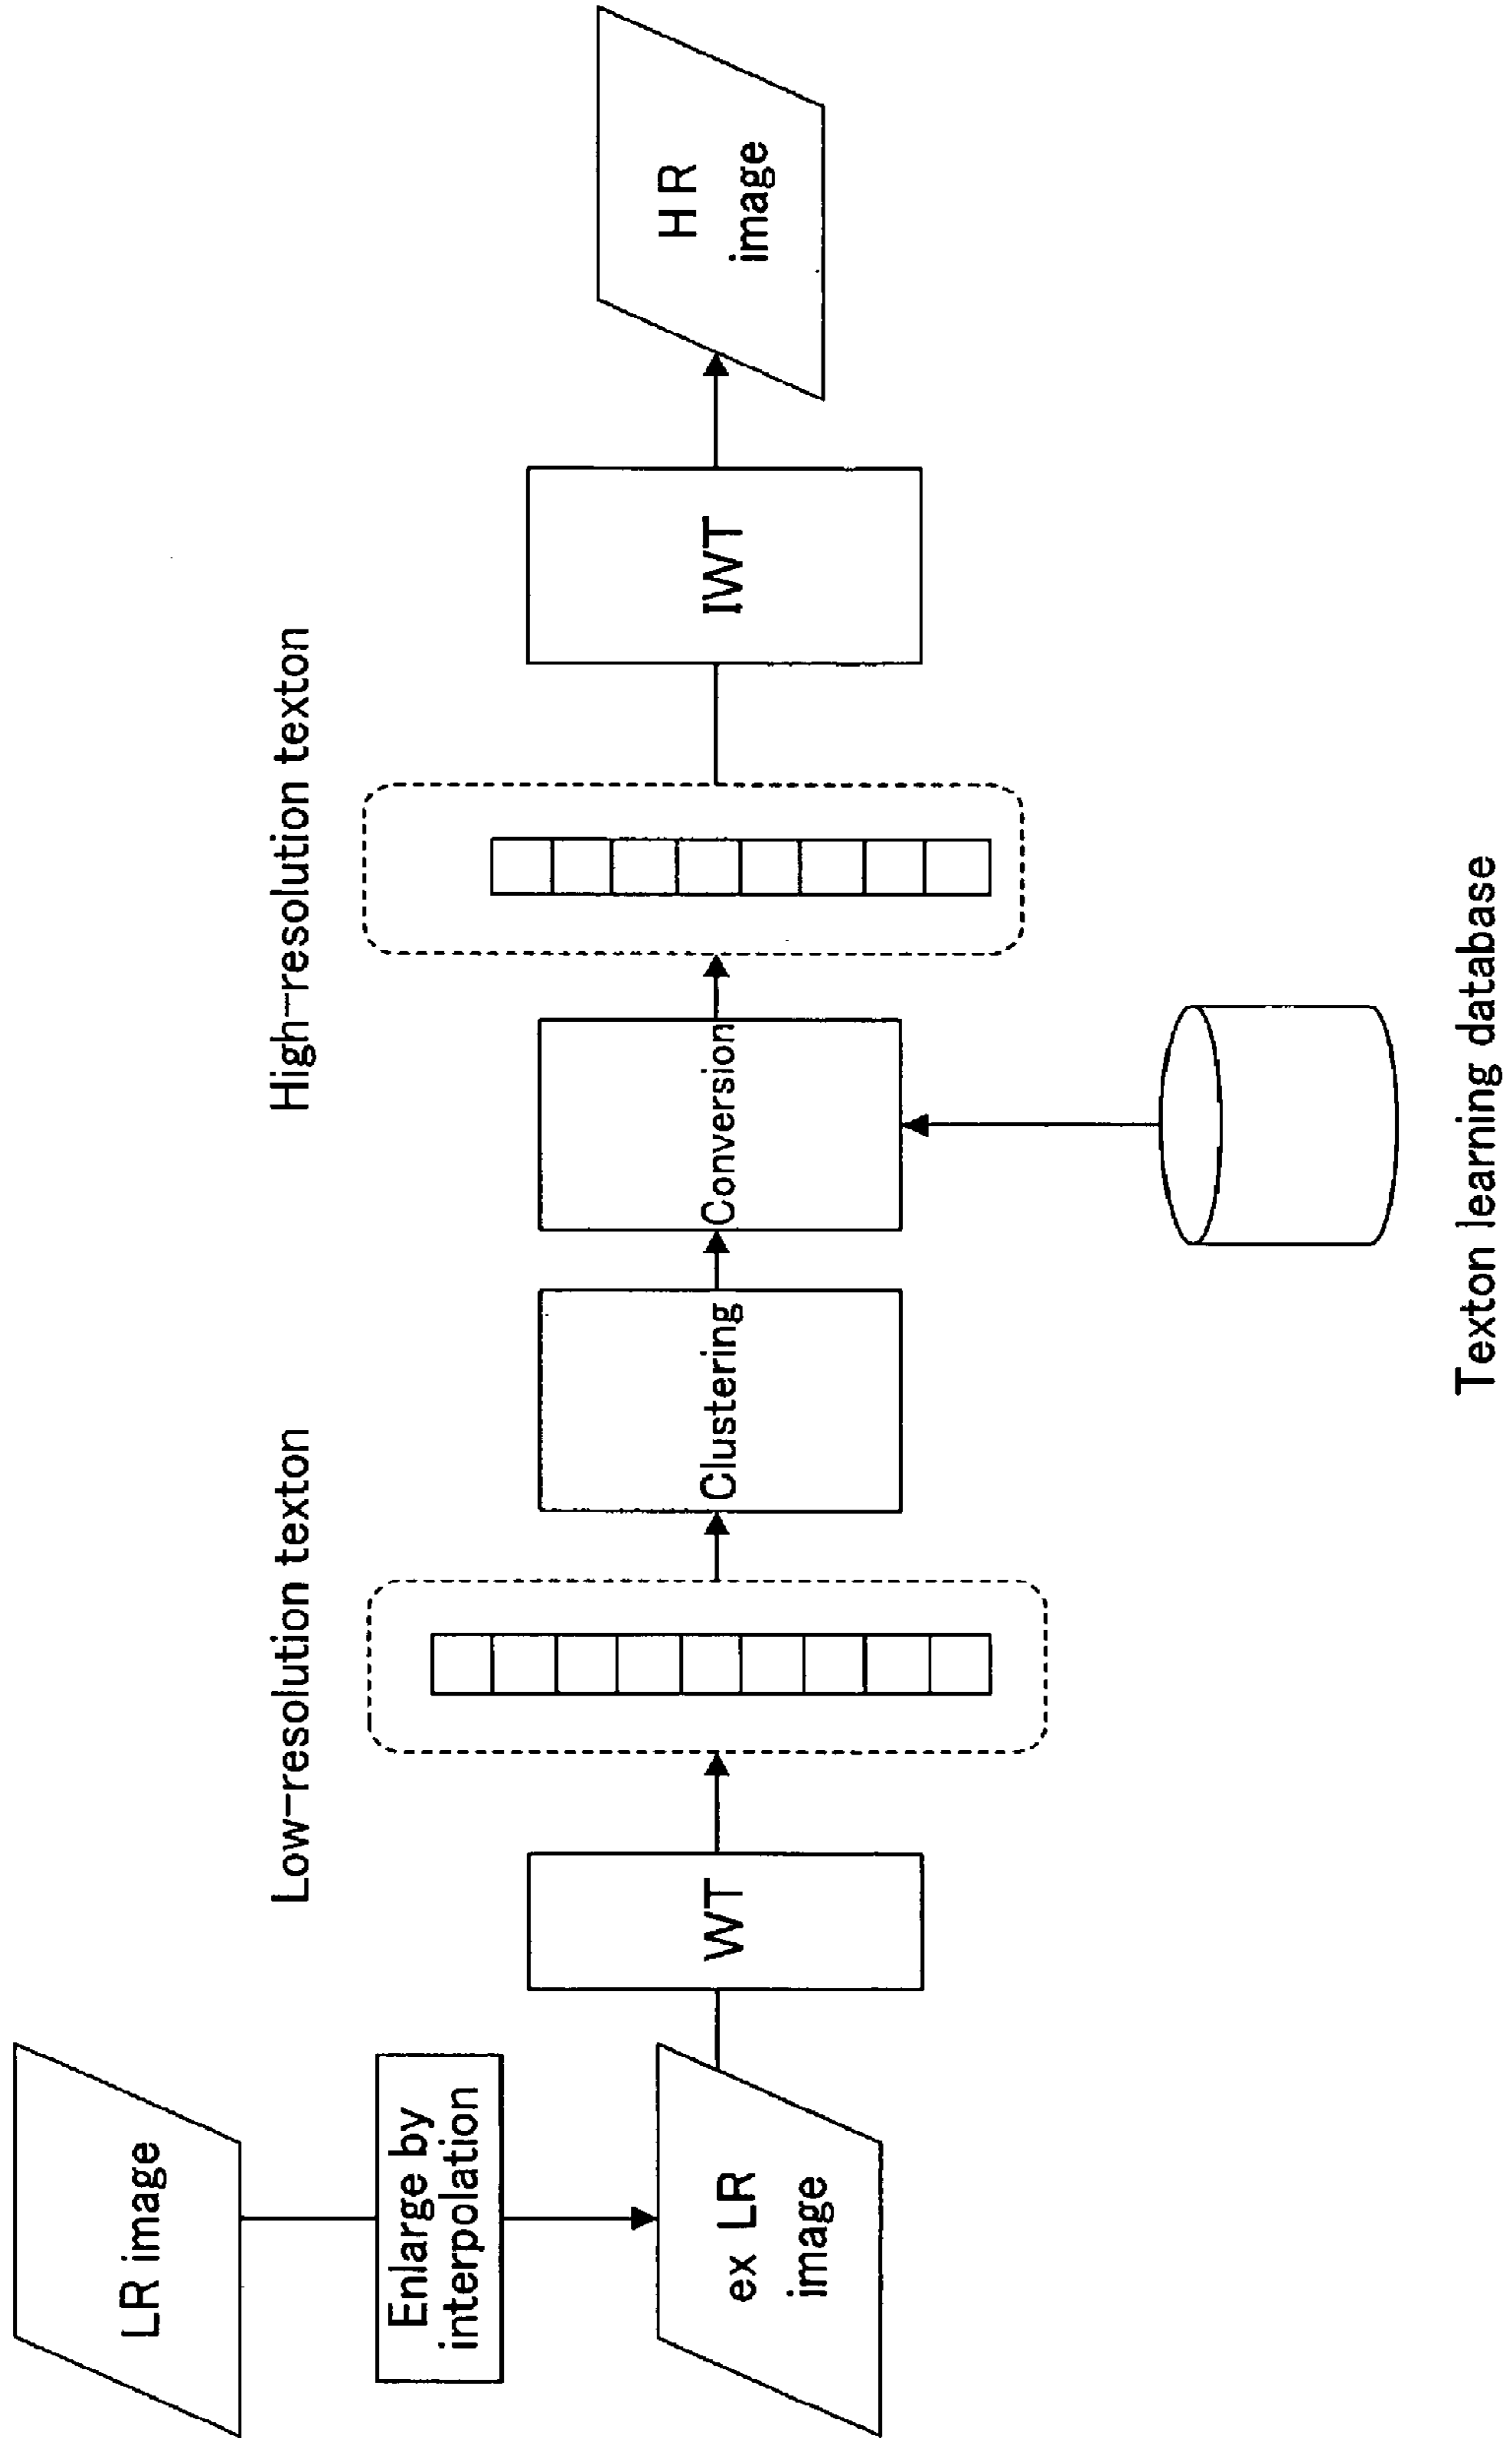 LR image
Enlarge by
interpolation
ex LR
image
WT
Low-resolution texton
Clustering
Conversion
Texton learning database
High-resolution texton
IWT
HR
image